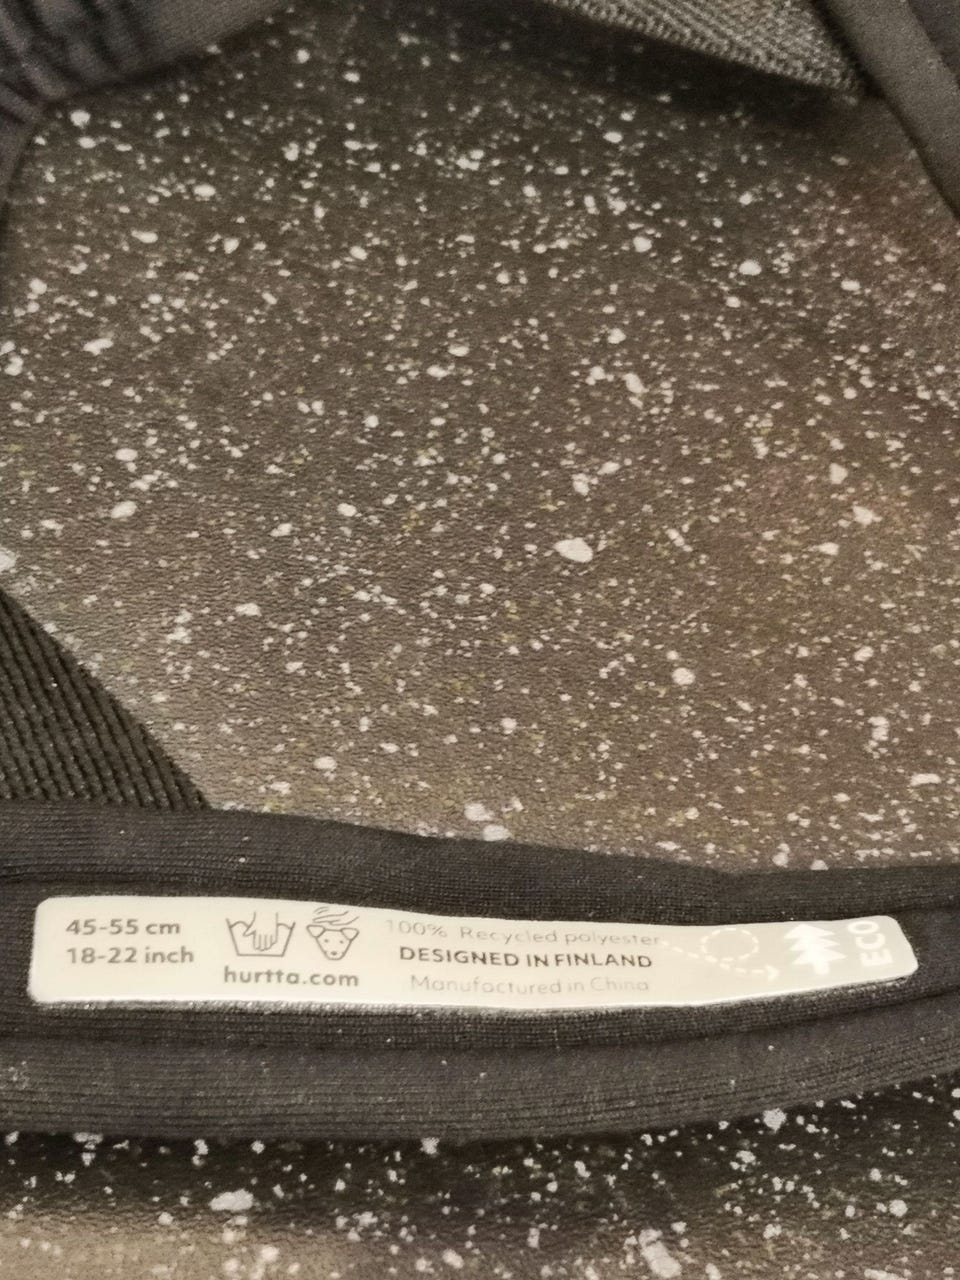 45-55 cm
18-22 inch
hurtta.com
100% Recycled polyester
DESIGNED IN FINLAND
Manufactured in China
ECO